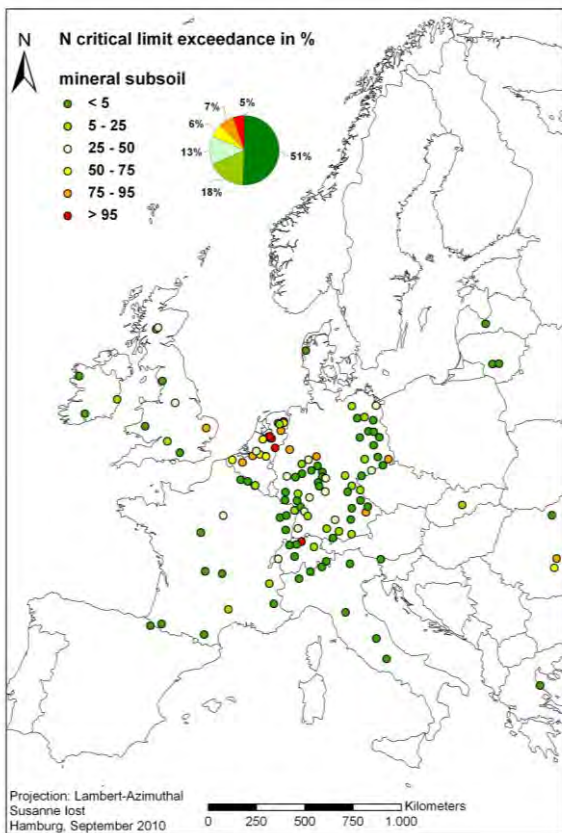 N
N critical limit exceedance in %
mineral subsoil
< 5
5 - 25
25 - 50
50 - 75
75 - 95
> 95
5%
7%
6%
13%
18%
51%
Projection: Lambert-Azimuthal
Susanne Iost
Hamburg, September 2010
Kilometers
0 250 500 750 1.000